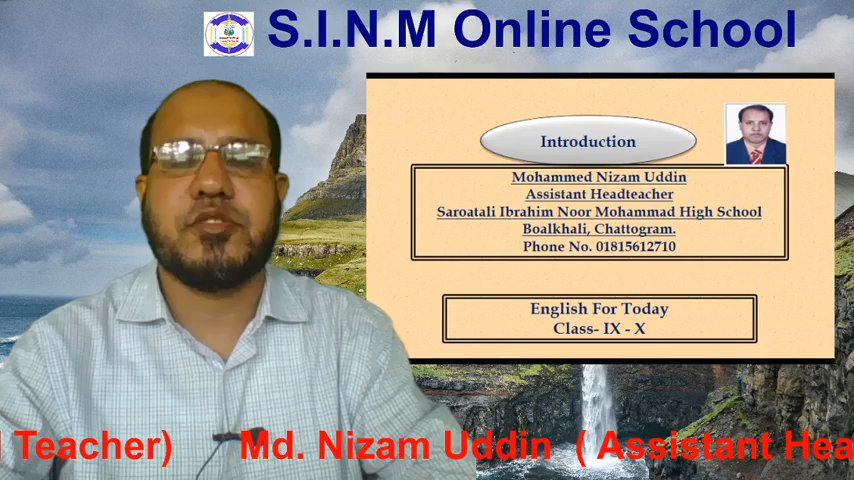 S.I.N.M Online School
Introduction
Mohammed Nizam Uddin
Assistant Headteacher
Saroatali Ibrahim Noor Mohammad High School
Boalkhali, Chattogram.
Phone No. 01815612710
English For Today
Class- IX - X
Teacher) Md. Nizam Uddin ( Assistant Hea